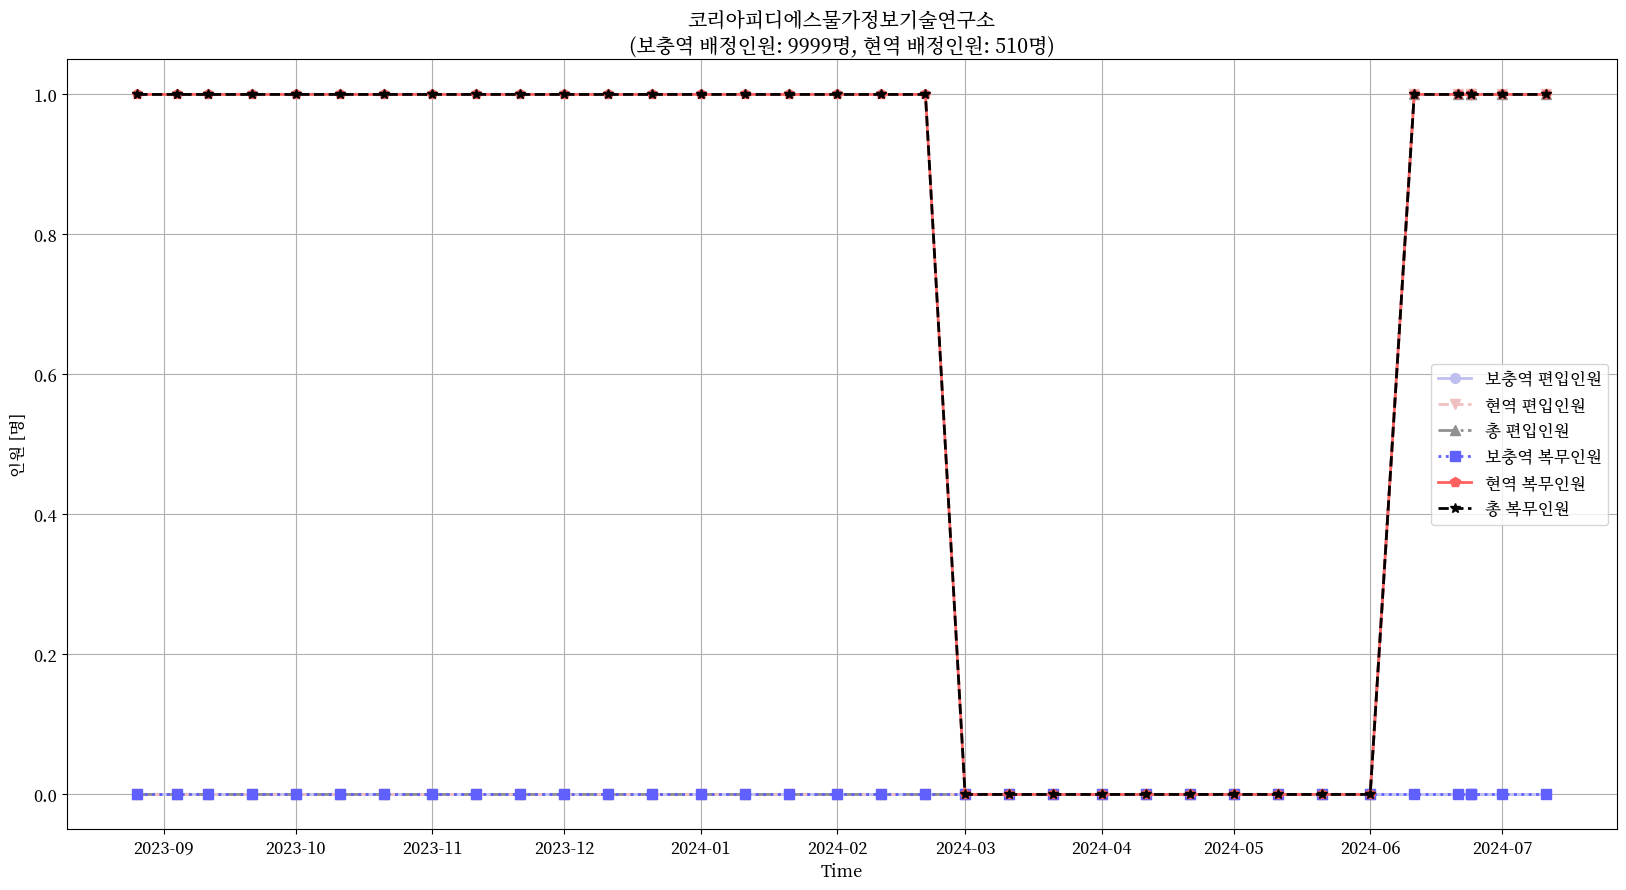 코리아피디에스물가정보기술연구소
(보충역 배정인원: 9999명, 현역 배정인원: 510명)
1.0
0.8
0.6
0.4
0.2
0.0
인원 [명]
보충역 편입인원
현역 편입인원
총 편입인원
보충역 복무인원
현역 복무인원
총 복무인원
2023-09 2023-10 2023-11 2023-12 2024-01 2024-02 2024-03 2024-04 2024-05 2024-06 2024-07
Time